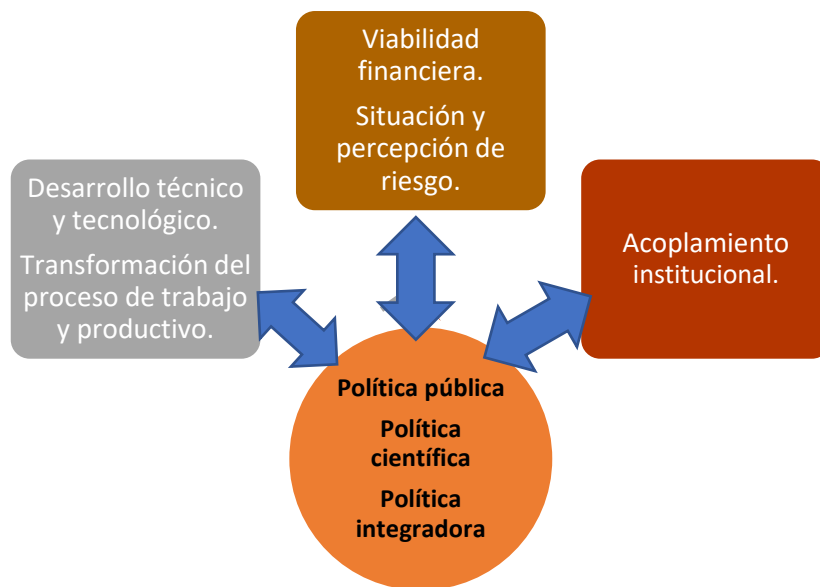 Viabilidad
financiera.
Situación y
percepción de
riesgo.
Desarrollo técnico
y tecnológico.
Transformación del
proceso de trabajo
y productivo.
Acoplamiento
institucional.
Política pública
Política
científica
Política
integradora